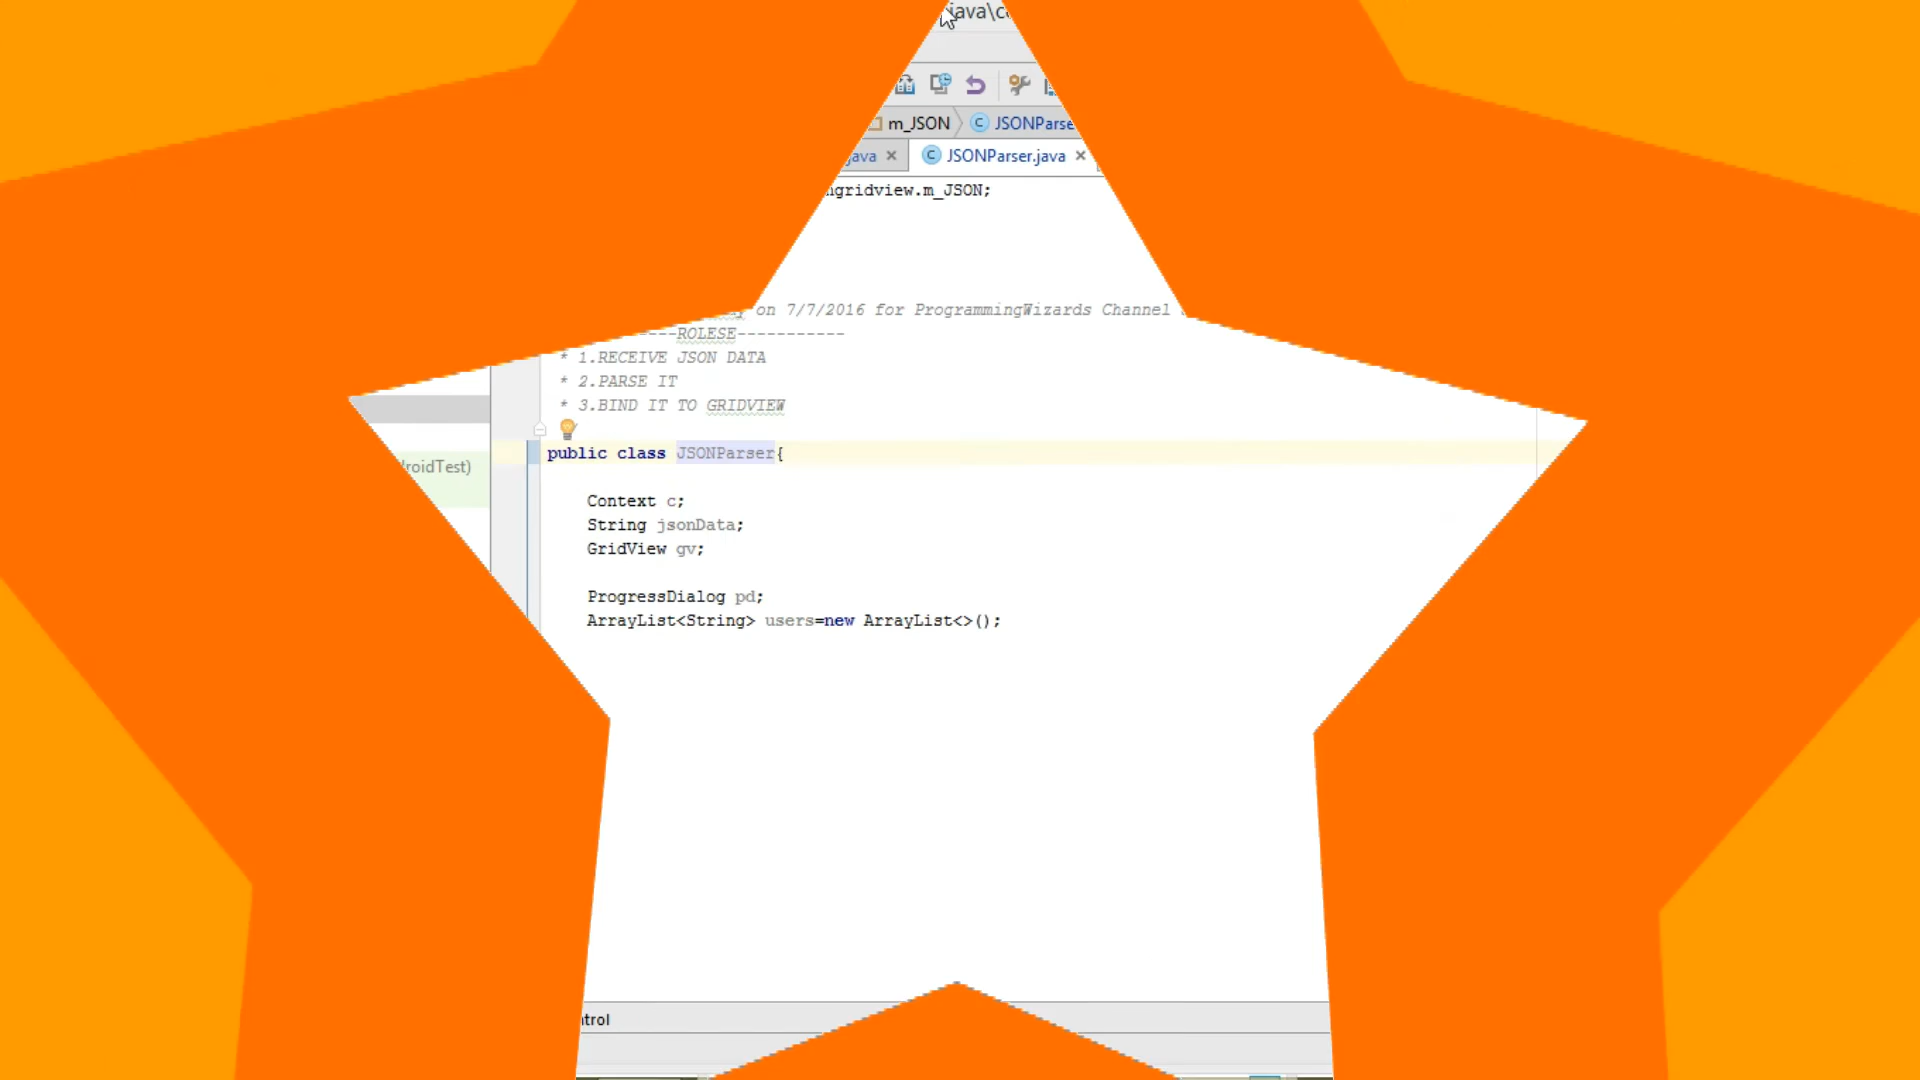 java\c
m_JSON JSONParse
java JSONParser.java
gridview.m_JSON;
on 7/7/2016 for ProgrammingWizards Channel
----ROLESE-----------
* 1.RECEIVE JSON DATA
* 2.PARSE IT
* 3.BIND IT TO GRIDVIEW
public class JSONParser{
roidTest)
Context c;
String jsonData;
GridView gv;
ProgressDialog pd;
ArrayList<String> users=new ArrayList<>();
trol